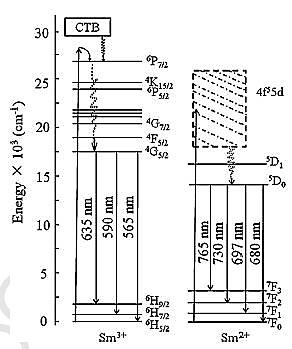 Energy × 10³ (cm⁻¹)
30
25
20
15
10
5
0
CTB
⁶P₇/₂
⁴K₁₅/₂
⁶P₅/₂
⁴G₇/₂
⁴F₅/₂
⁴G₅/₂
635 nm
590 nm
565 nm
⁶H₉/₂
⁶H₇/₂
⁶H₅/₂
Sm³⁺
4f⁵5d
⁵D₁
⁵D₀
765 nm
730 nm
697 nm
680 nm
⁷F₃
⁷F₂
⁷F₁
⁷F₀
Sm²⁺